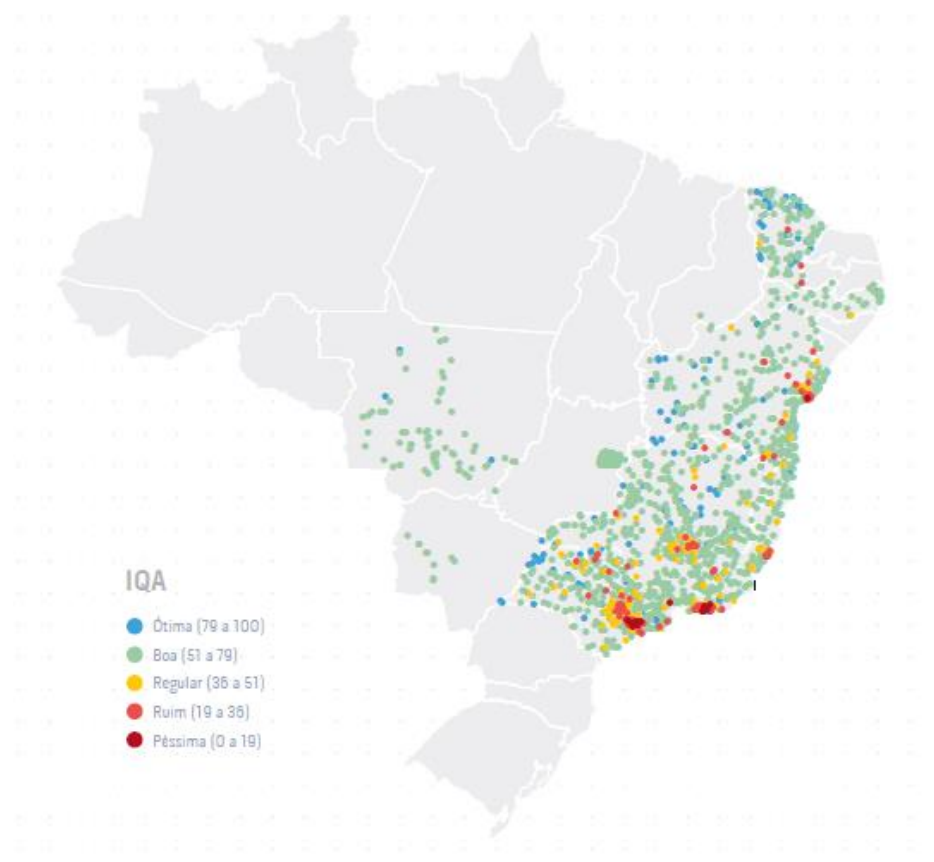 IQA
Ótima (79 a 100)
Boa (51 a 79)
Regular (36 a 51)
Ruim (19 a 36)
Péssima (0 a 19)